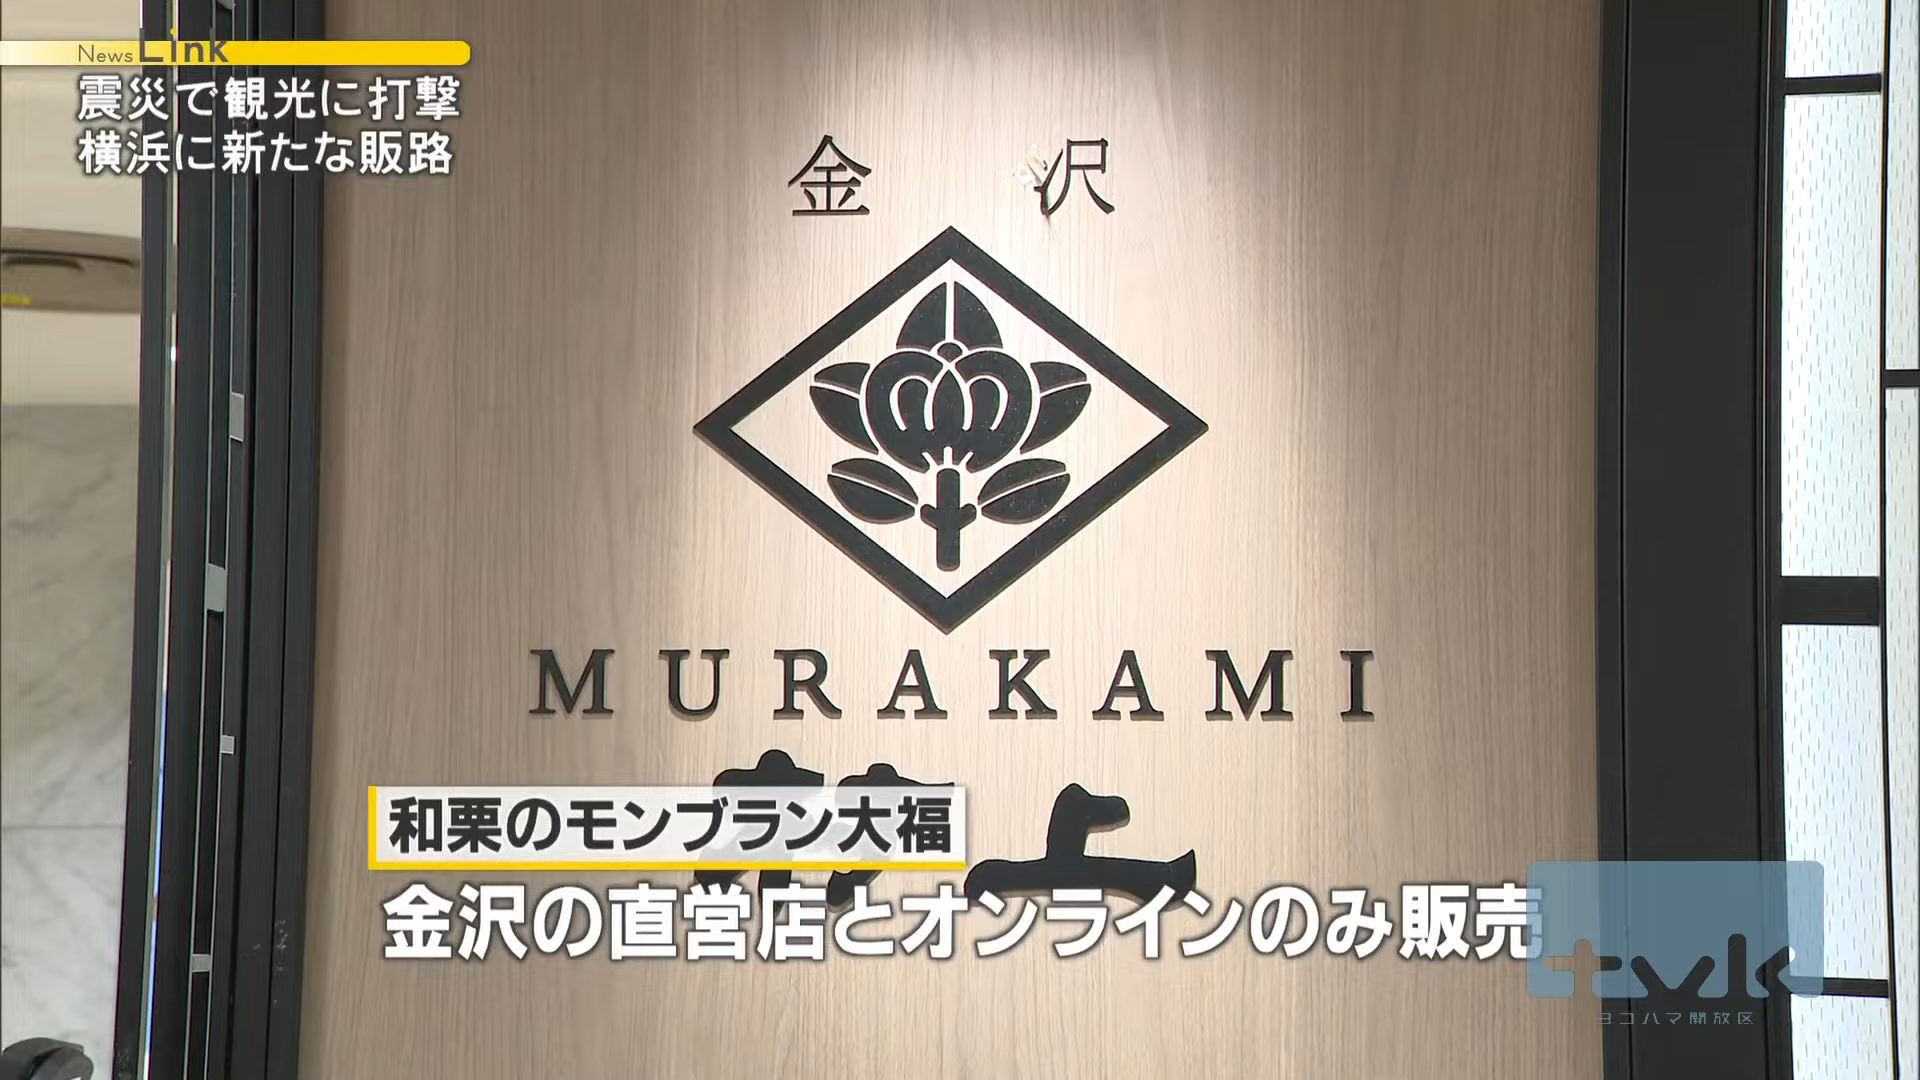 News Link
震災で観光に打撃
横浜に新たな販路
金沢
MURAKAMI
和栗のモンブラン大福
上
金沢の直営店とオンラインのみ販売
tvk
ヨコハマ開放区